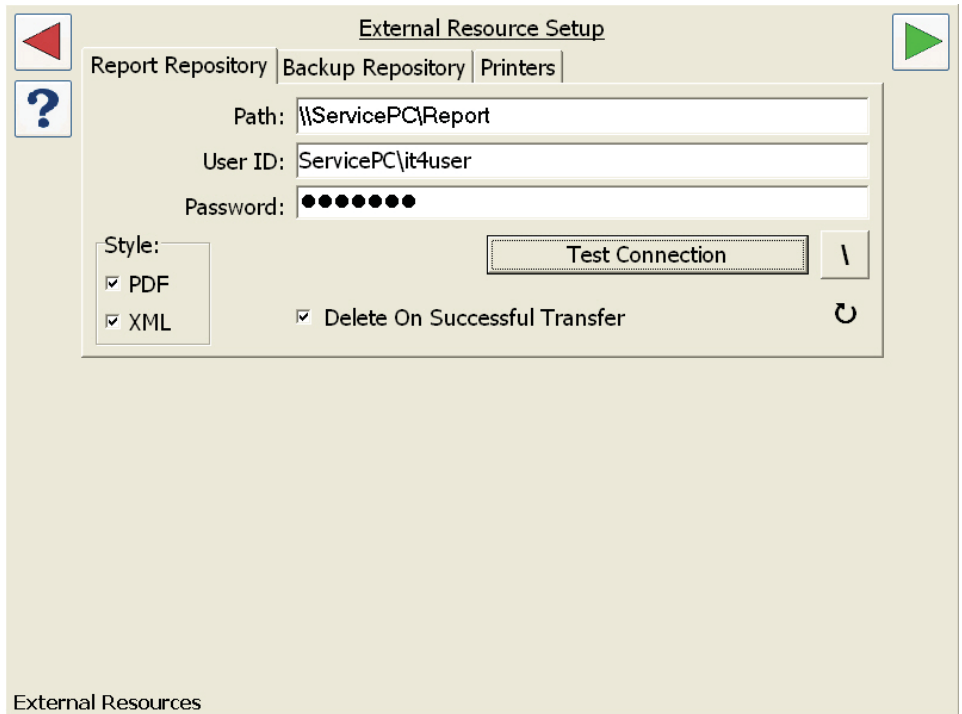 External Resource Setup
Report Repository Backup Repository Printers
?
Path: \\ServicePC\Report
User ID: ServicePC\it4user
Password: ●●●●●●●
Style:
Test Connection \
PDF
XML Delete On Successful Transfer
External Resources